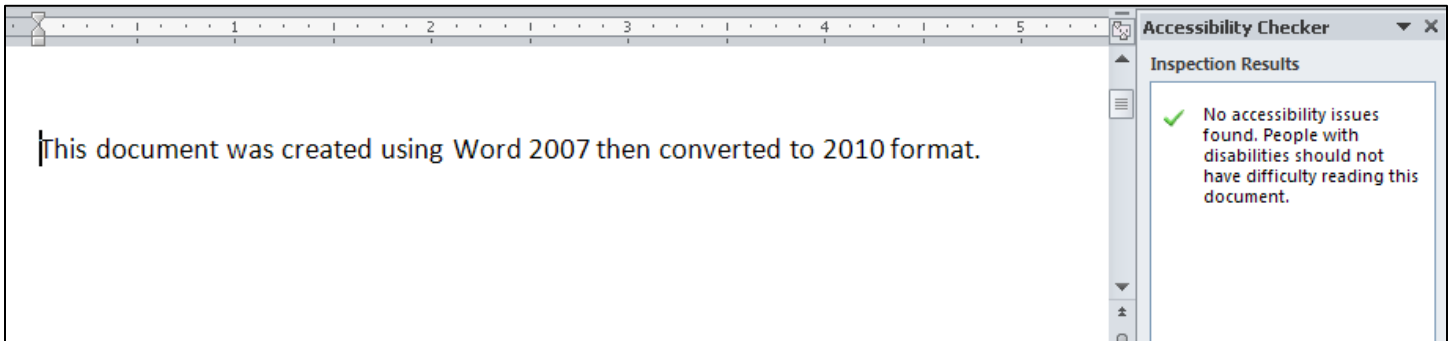 1 2 3 4 5
Accessibility Checker
Inspection Results
This document was created using Word 2007 then converted to 2010 format.
No accessibility issues
found. People with
disabilities should not
have difficulty reading this
document.